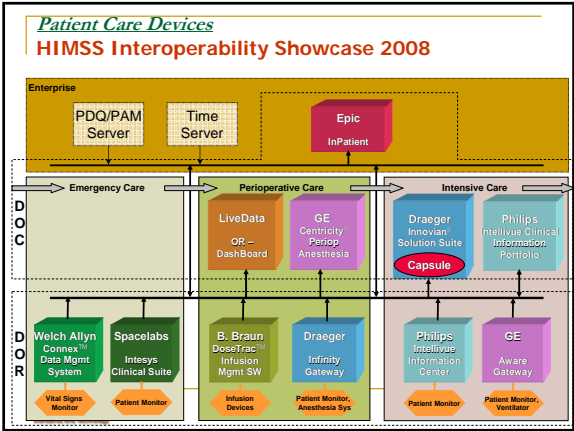 Patient Care Devices
HIMSS Interoperability Showcase 2008
Enterprise
PDQ/PAM
Server
Time
Server
Epic
InPatient
Emergency Care
Perioperative Care
Intensive Care
D
O
C
LiveData
OR –
DashBoard
GE
Centricity®
Periop
Anesthesia
Draeger
Innovian®
Solution Suite
Capsule
Philips
Intellivue Clinical
Information
Portfolio
D
O
R
Welch Allyn
Connex™
Data Mgmt
System
Spacelabs
Intesys
Clinical Suite
B. Braun
DoseTrac™
Infusion
Mgmt SW
Draeger
Infinity
Gateway
Philips
Intellivue
Information
Center
GE
Aware
Gateway
Vital Signs
Monitor
Patient Monitor
Infusion
Devices
Patient Monitor,
Anesthesia Sys
Patient Monitor
Patient Monitor,
Ventilator